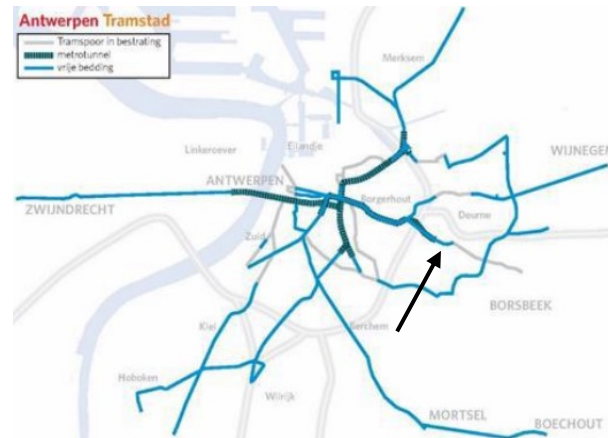 Antwerpen Tramstad
Tramspoor in bestrating
metrotunnel
vrije bedding
Merksem
Linkeroever
Eilandje
WIJNEGEM
ANTWERPEN
Borgerhout
ZWIJNDRECHT
Deurne
Zuid
BORSBEEK
Kiel
Berchem
Hoboken
Wilrijk
MORTSEL
BOECHOUT